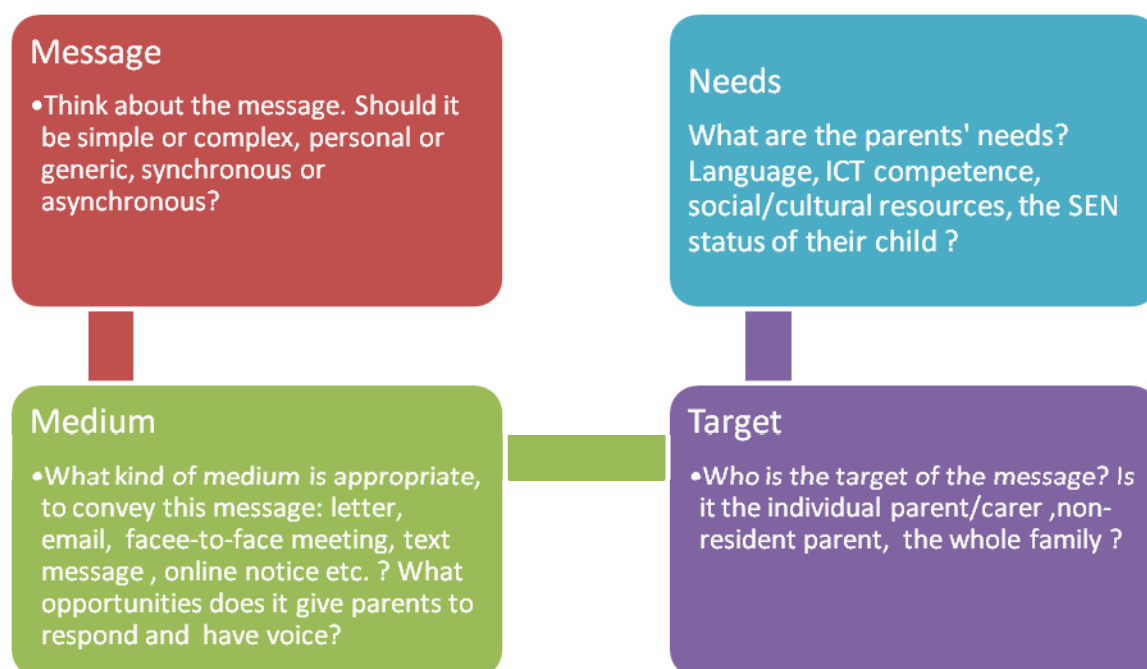 Message
•Think about the message. Should it
be simple or complex, personal or
generic, synchronous or
asynchronous?
Medium
•What kind of medium is appropriate,
to convey this message: letter,
email, facee-to-face meeting, text
message , online notice etc. ? What
opportunities does it give parents to
respond and have voice?
Target
•Who is the target of the message? Is
it the individual parent/carer ,non-
resident parent, the whole family ?
Needs
What are the parents' needs?
Language, ICT competence,
social/cultural resources, the SEN
status of their child ?